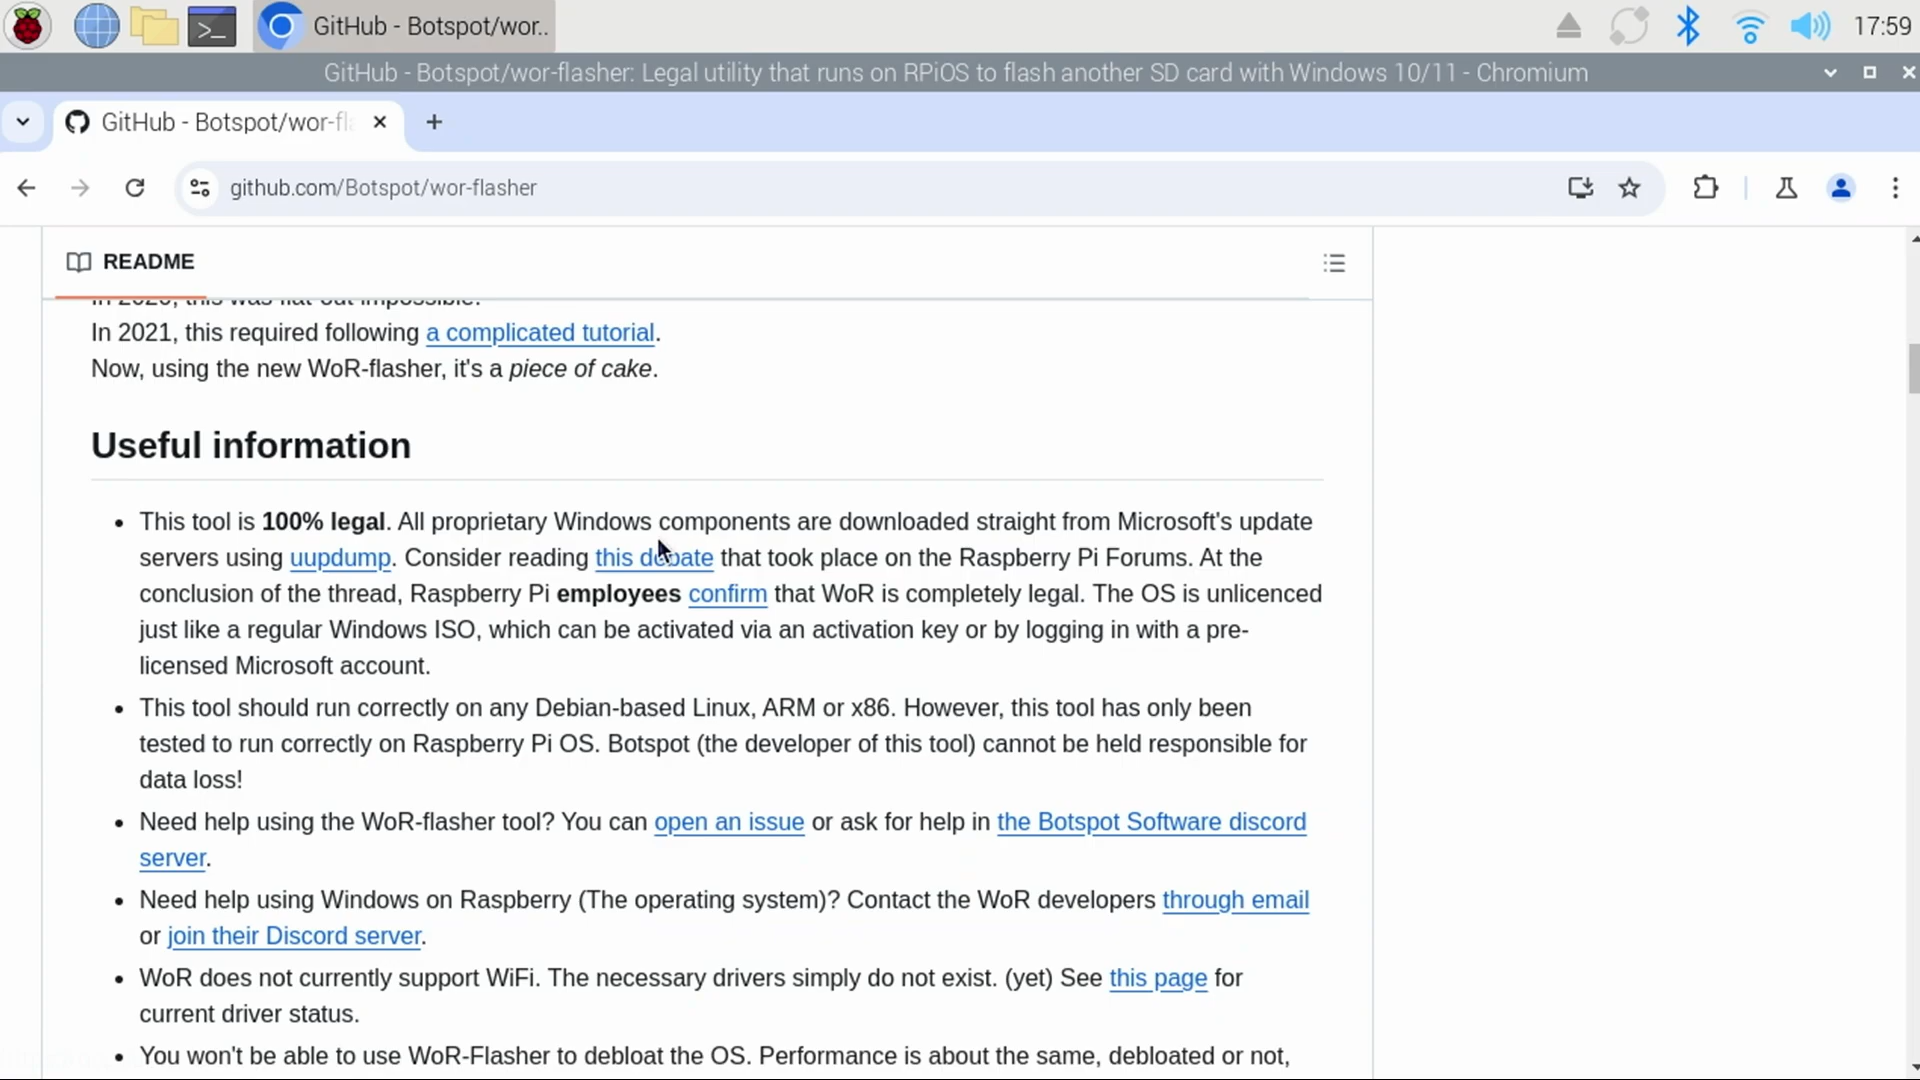 GitHub - Botspot/wor..
17:59
GitHub - Botspot/wor-flasher: Legal utility that runs on RPiOS to flash another SD card with Windows 10/11 - Chromium
GitHub - Botspot/wor-fla
github.com/Botspot/wor-flasher
README
In 2020, this was flat-out impossible.
In 2021, this required following a complicated tutorial.
Now, using the new WoR-flasher, it's a piece of cake.
Useful information
This tool is 100% legal. All proprietary Windows components are downloaded straight from Microsoft's update
servers using uupdump. Consider reading this debate that took place on the Raspberry Pi Forums. At the
conclusion of the thread, Raspberry Pi employees confirm that WoR is completely legal. The OS is unlicenced
just like a regular Windows ISO, which can be activated via an activation key or by logging in with a pre-
licensed Microsoft account.
This tool should run correctly on any Debian-based Linux, ARM or x86. However, this tool has only been
tested to run correctly on Raspberry Pi OS. Botspot (the developer of this tool) cannot be held responsible for
data loss!
Need help using the WoR-flasher tool? You can open an issue or ask for help in the Botspot Software discord
server.
Need help using Windows on Raspberry (The operating system)? Contact the WoR developers through email
or join their Discord server.
WoR does not currently support WiFi. The necessary drivers simply do not exist. (yet) See this page for
current driver status.
You won't be able to use WoR-Flasher to debloat the OS. Performance is about the same, debloated or not,